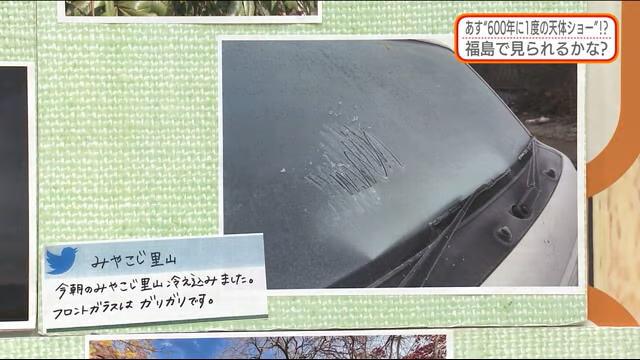 あす"600年に1度の天体ショー"!?
福島で見られるかな?
みやこじ里山
今朝のみやこじ里山冷え込みました。
フロントガラスはガリガリです。